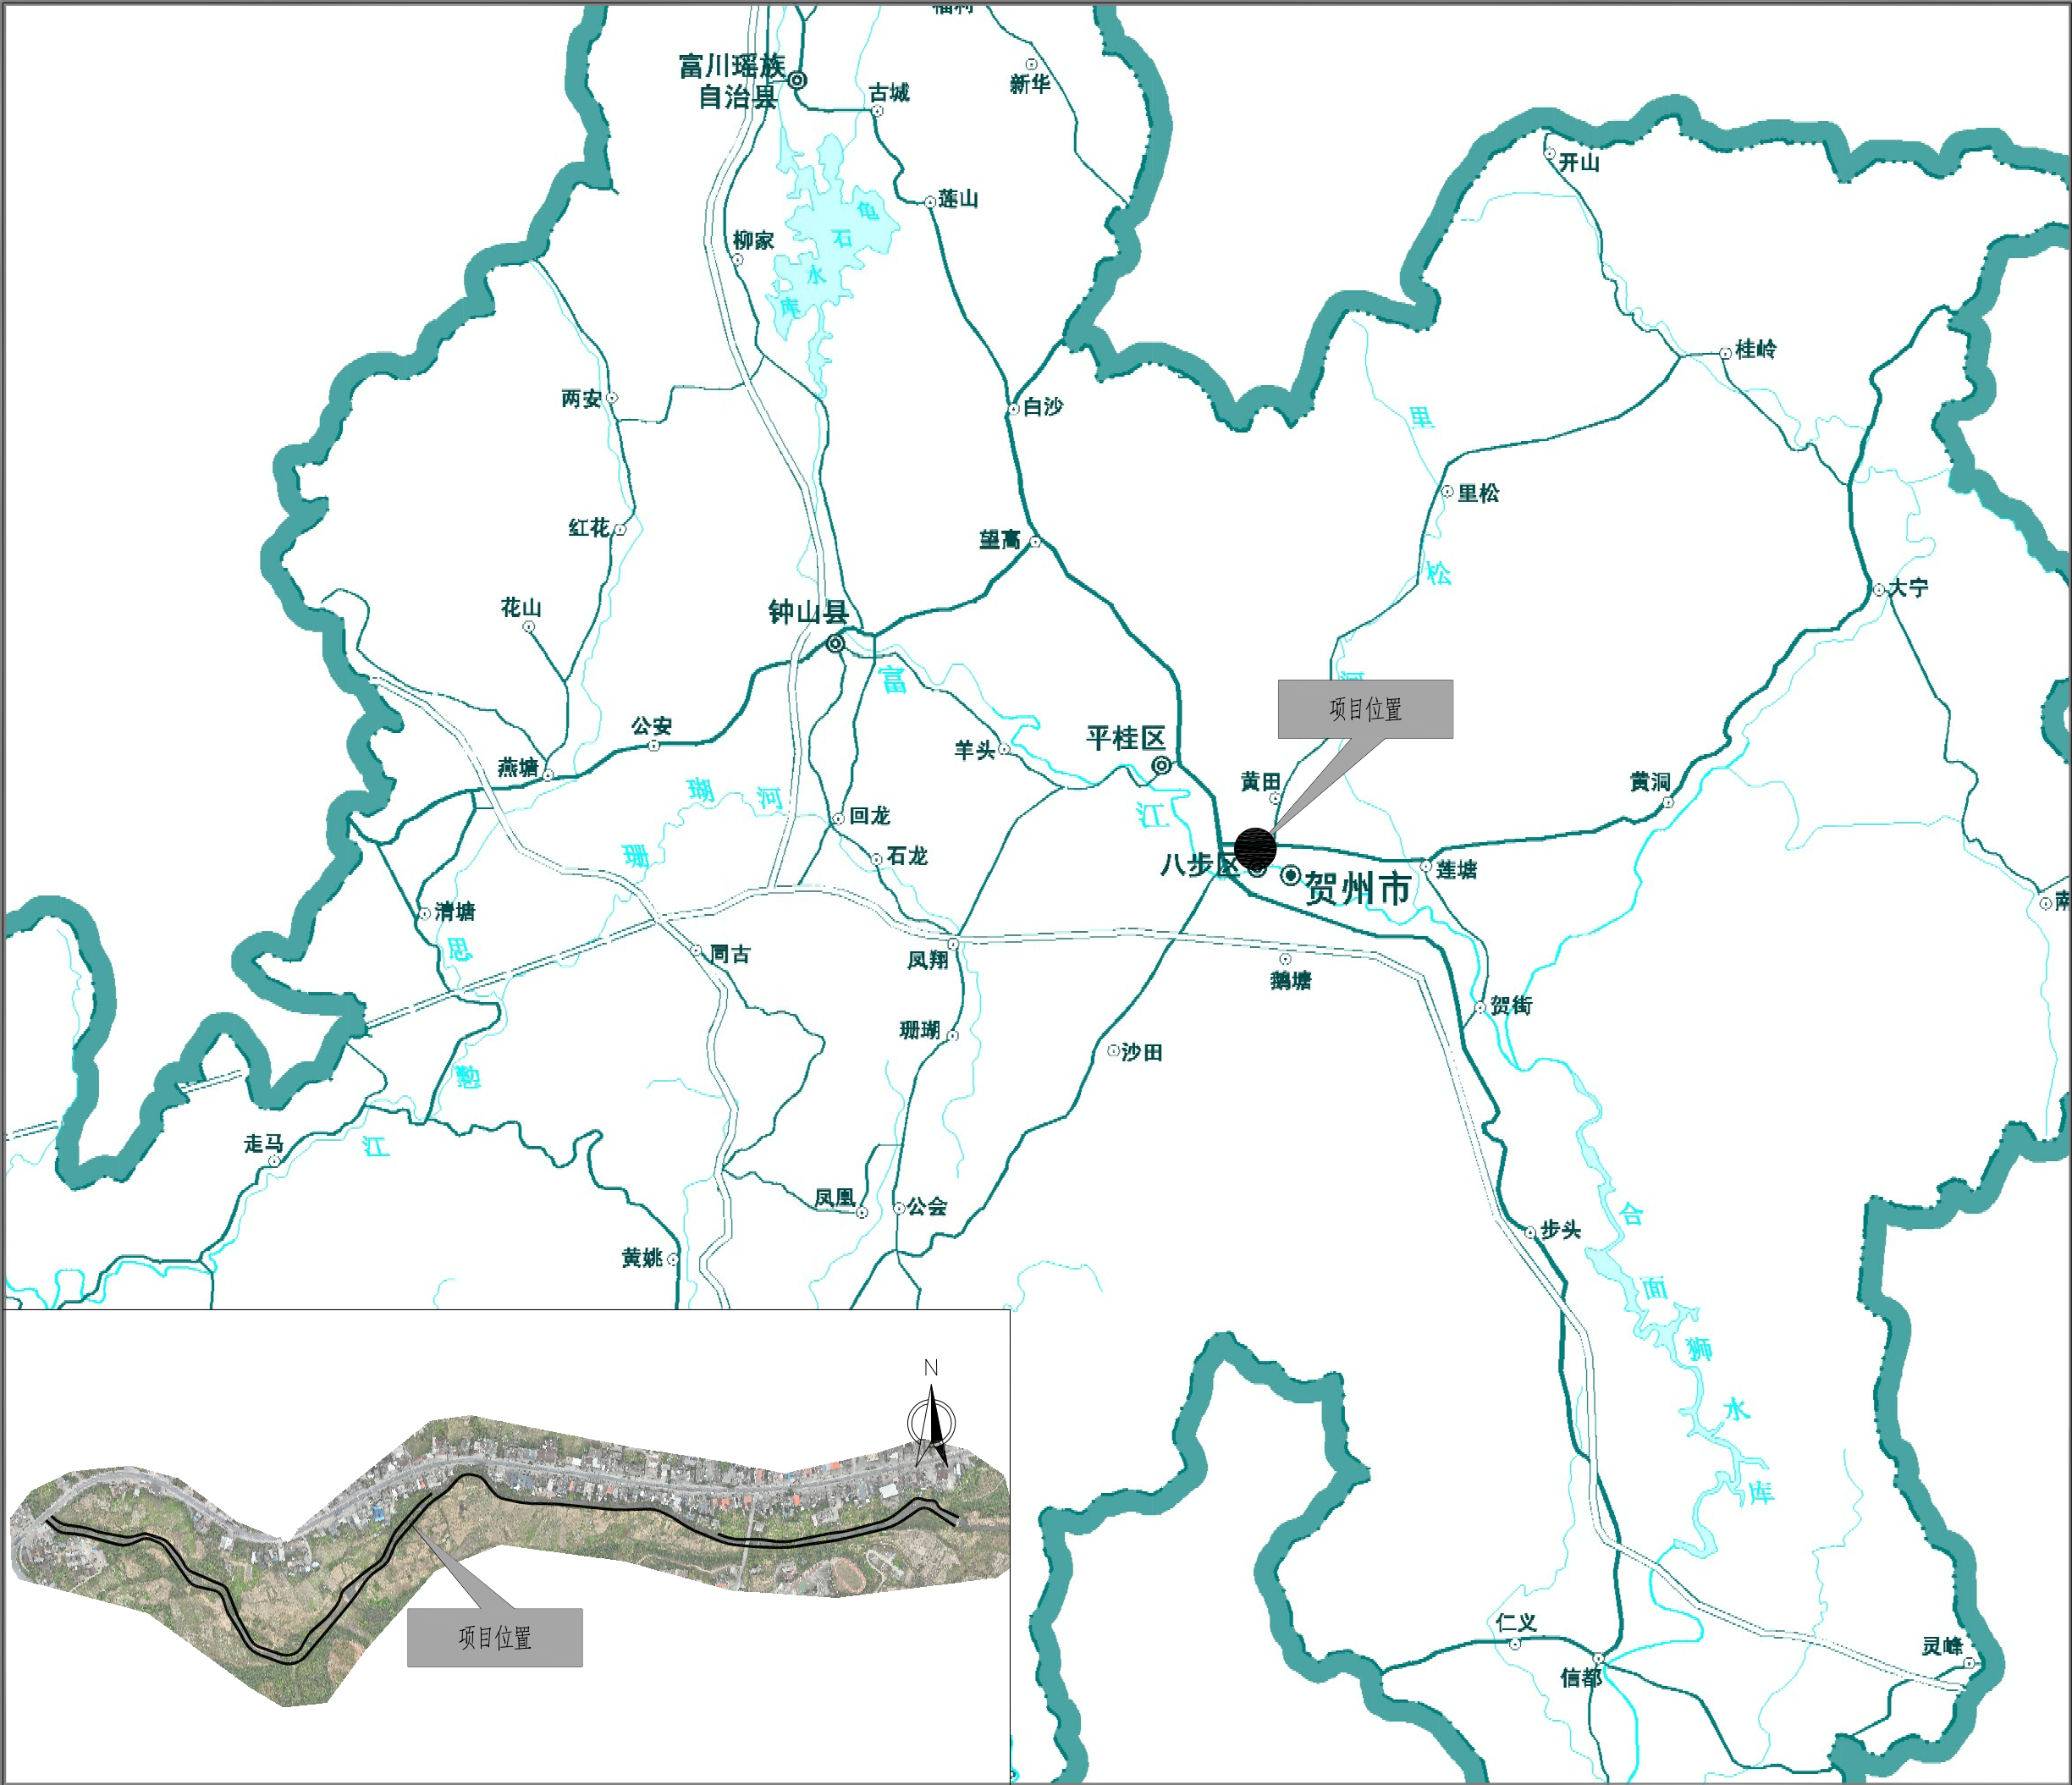 福利
富川瑶族
自治县
新华
古城
开山
莲山
龟
石
水
库
柳家
桂岭
两安
白沙
里
里松
红花
望高
松
大宁
花山
钟山县
富
河
项目位置
公安
羊头
平桂区
燕塘
黄田
黄洞
瑚
河
江
回龙
珊
石龙
八步区
贺州市
莲塘
清塘
南
思
同古
凤翔
鹅塘
贺街
珊瑚
沙田
勤
走马
江
凤凰
公会
合
步头
黄姚
面
狮
N
水
库
仁义
项目位置
灵峰
信都